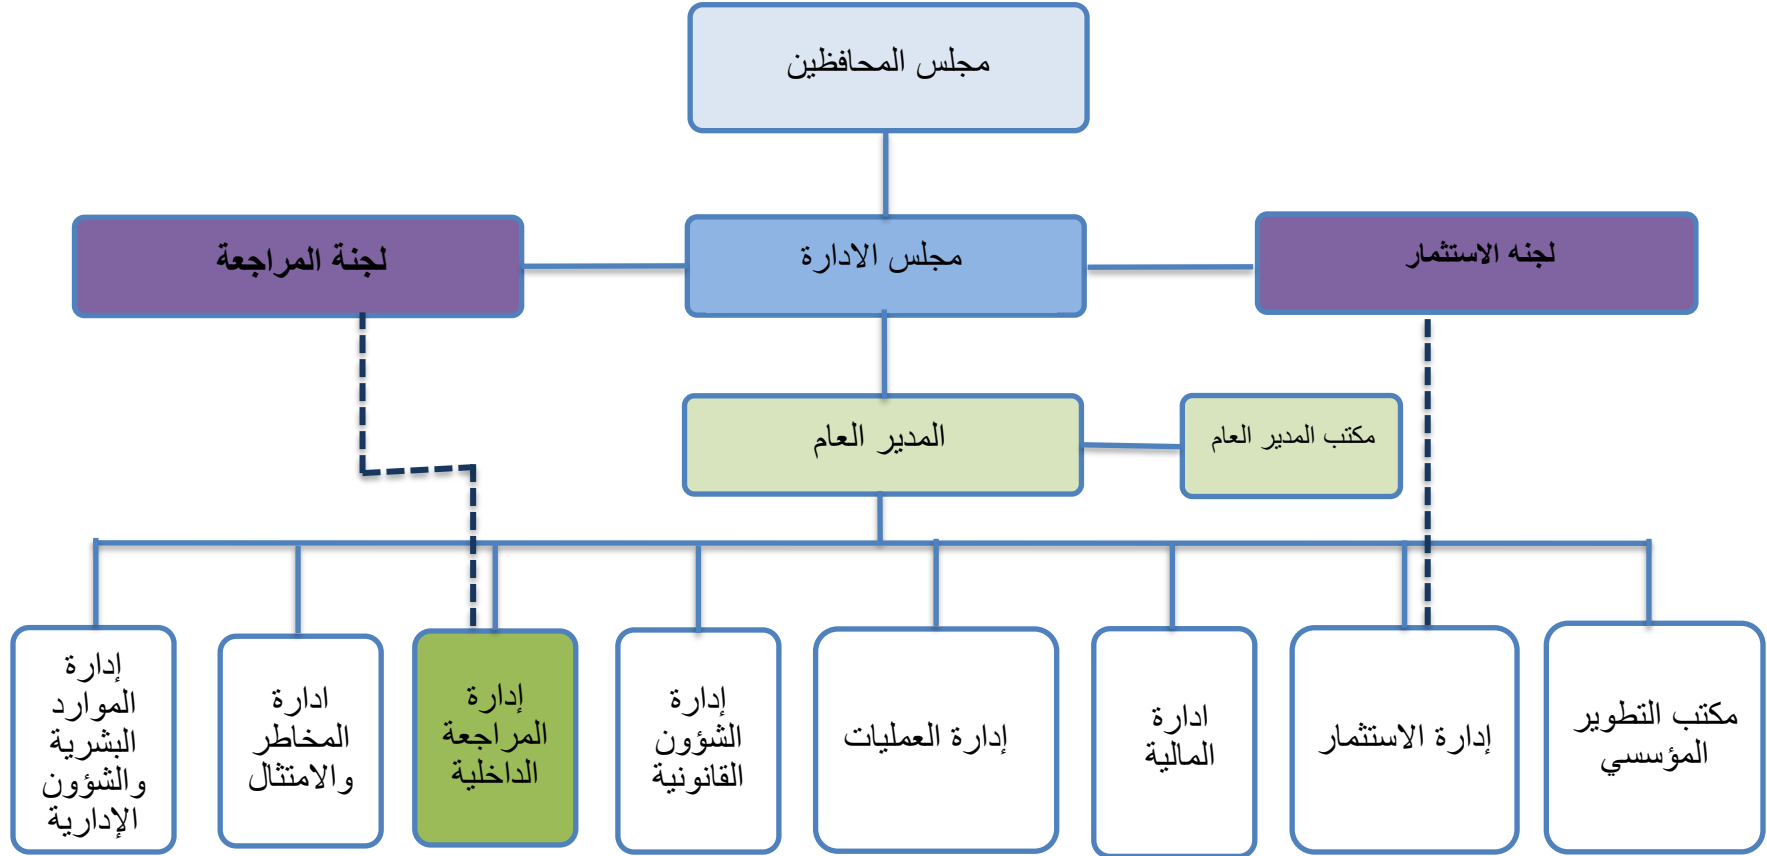 مجلس المحافظين
لجنه الاستثمار
مجلس الادارة
لجنة المراجعة
المدير العام
مكتب المدير العام
مكتب التطوير
المؤسسي
إدارة الاستثمار
ادارة
المالية
إدارة العمليات
إدارة
الشؤون
القانونية
إدارة
المراجعة
الداخلية
ادارة
المخاطر
والامتثال
إدارة
الموارد
البشرية
والشؤون
الإدارية